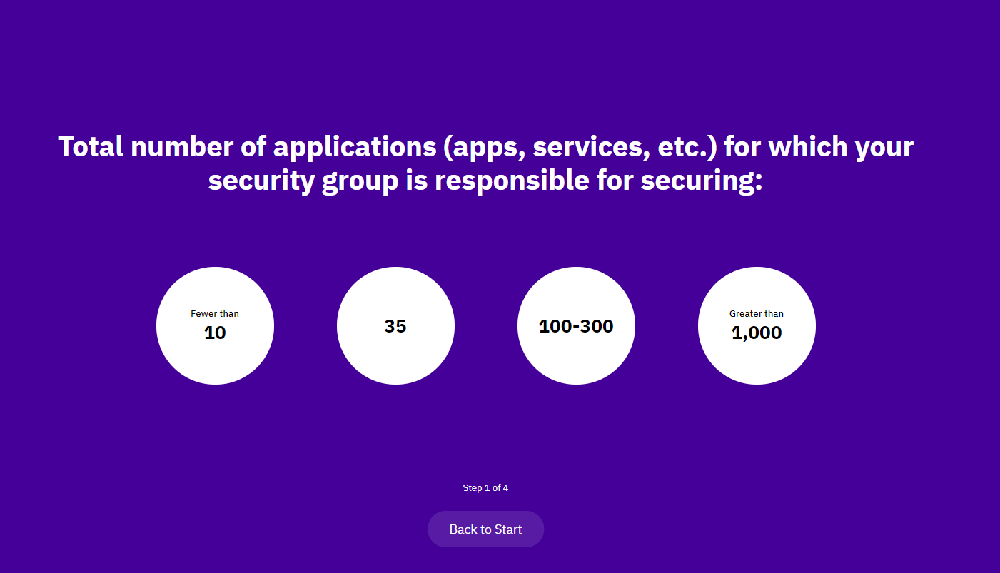 Total number of applications (apps, services, etc.) for which your
security group is responsible for securing:
Fewer than
10
35
100-300
Greater than
1,000
Step 1 of 4
Back to Start